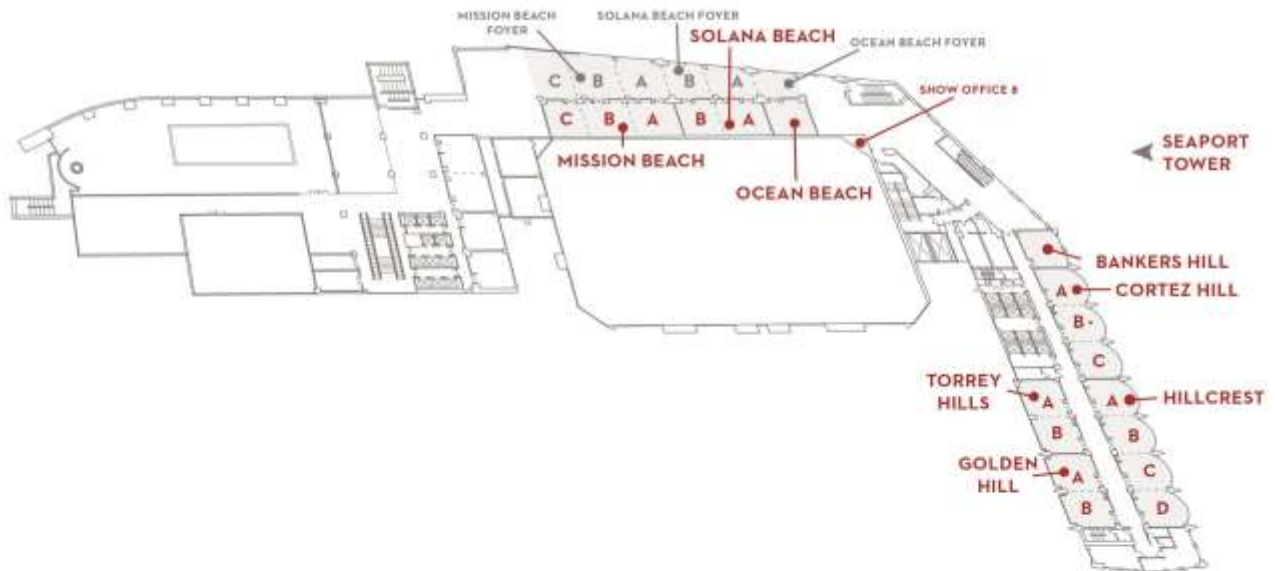 MISSION BEACH
FOYER
SOLANA BEACH FOYER
SOLANA BEACH
OCEAN BEACH FOYER
C B A B A
SHOW OFFICE 8
C B A B A
MISSION BEACH
OCEAN BEACH
SEAPORT
TOWER
BANKERS HILL
A CORTEZ HILL
B
C
TORREY
HILLS
A
B
A HILLCREST
B
C
D
GOLDEN
HILL
A
B